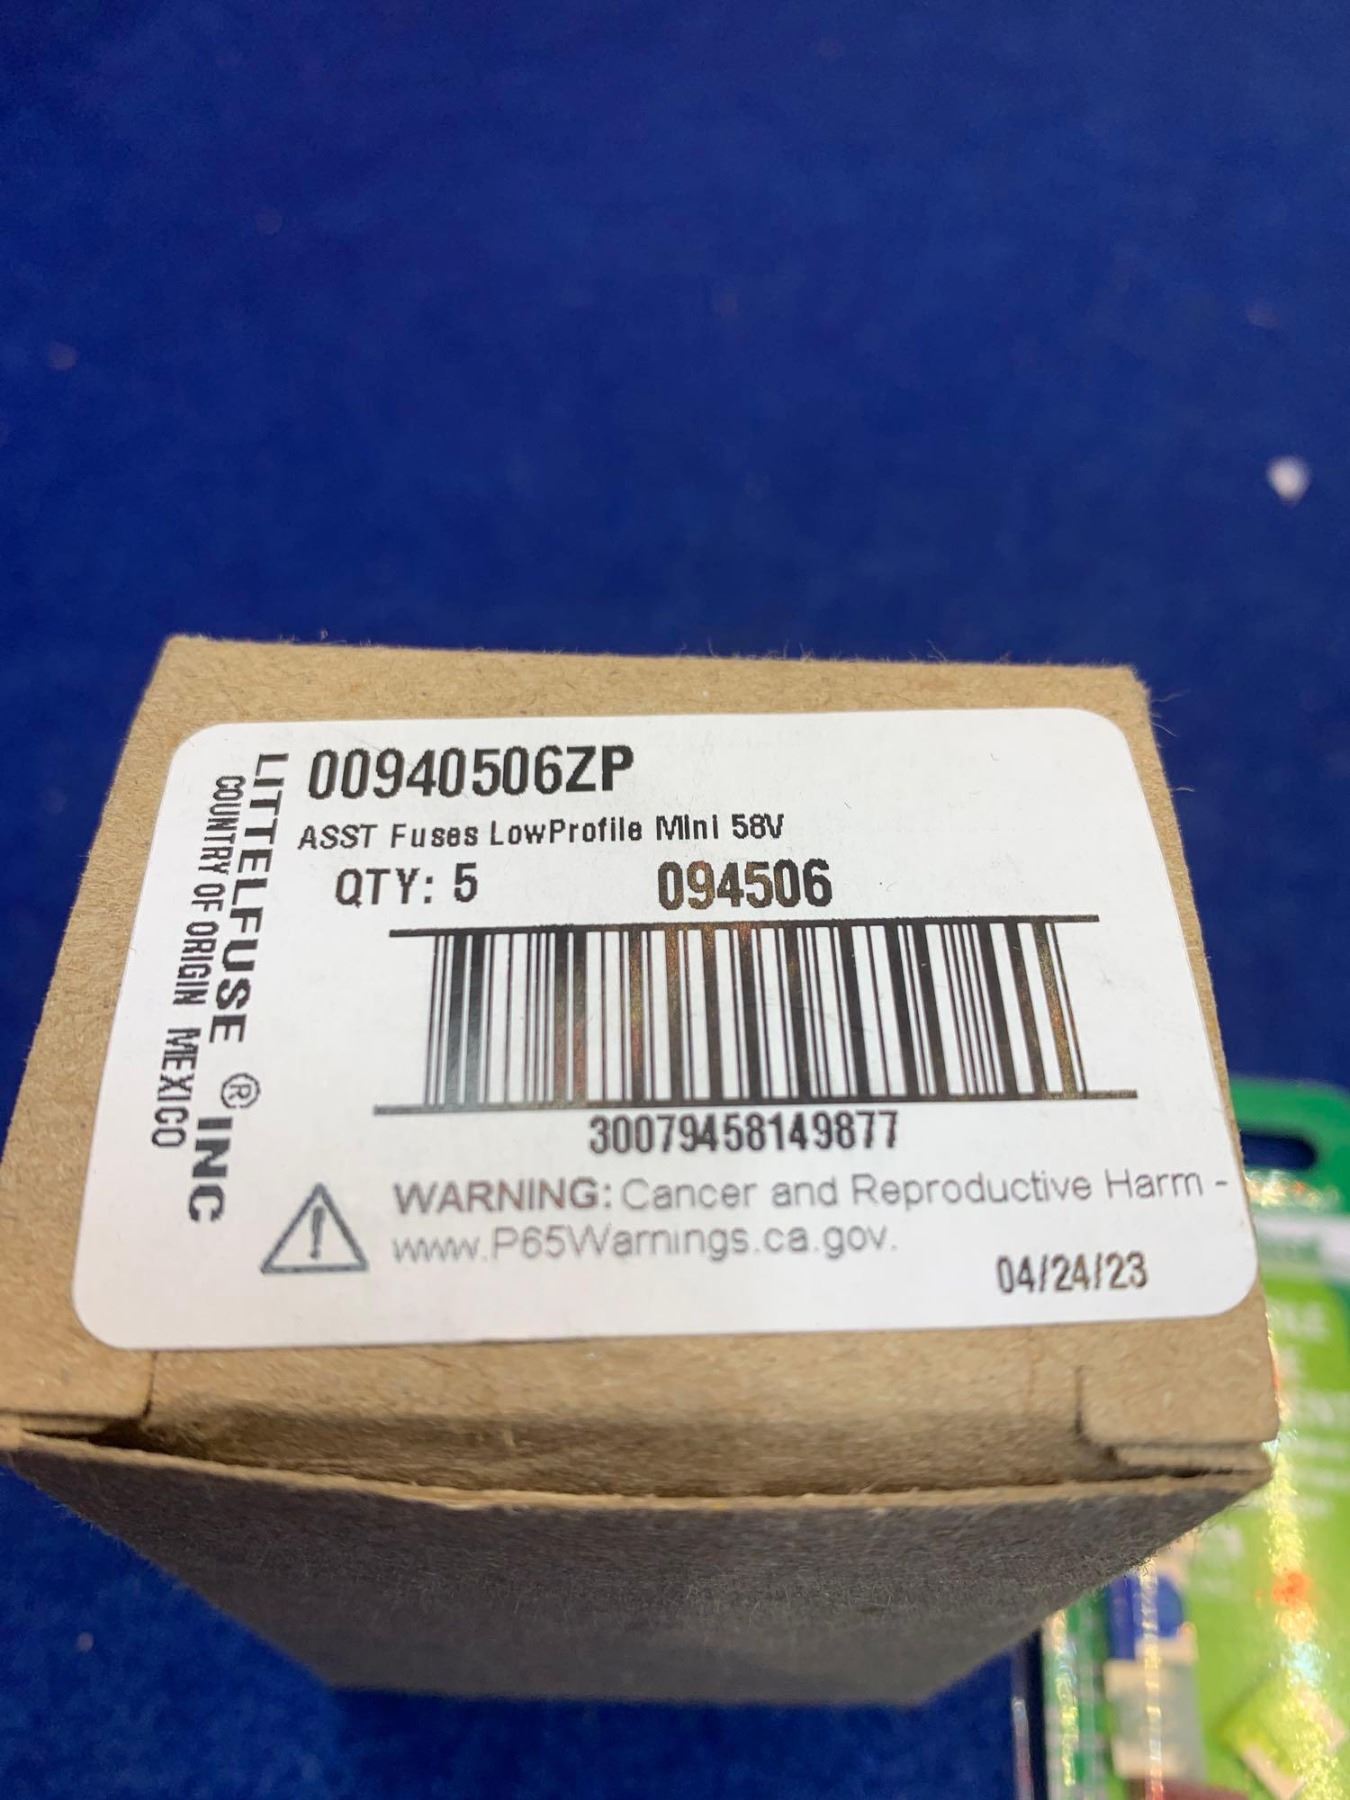 00940506ZP
ASST Fuses LowProfile MIni 58V
QTY: 5 094506
30079458149877
WARNING: Cancer and Reproductive Harm -
www.P65Warnings.ca.gov.
04/24/23
LITTELFUSE ® INC
COUNTRY OF ORIGIN MEXICO